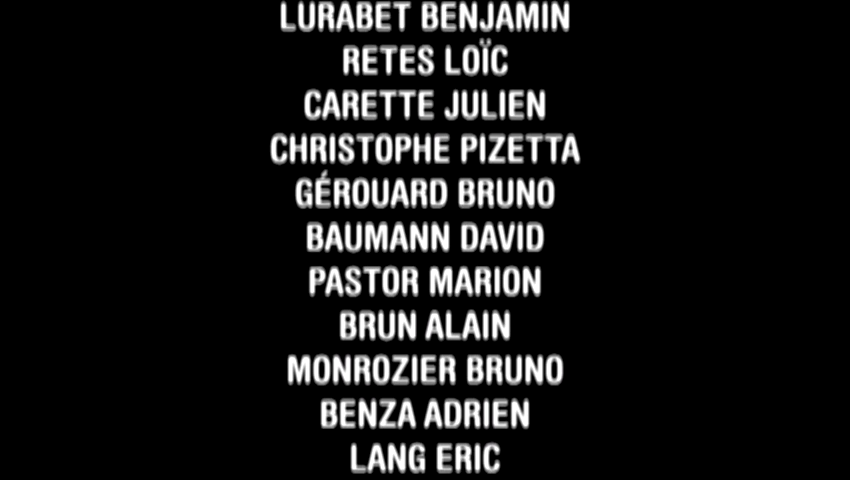 LURABET BENJAMIN
RETES LOÏC
CARETTE JULIEN
CHRISTOPHE PIZETTA
GÉROUARD BRUNO
BAUMANN DAVID
PASTOR MARION
BRUN ALAIN
MONROZIER BRUNO
BENZA ADRIEN
LANG ERIC